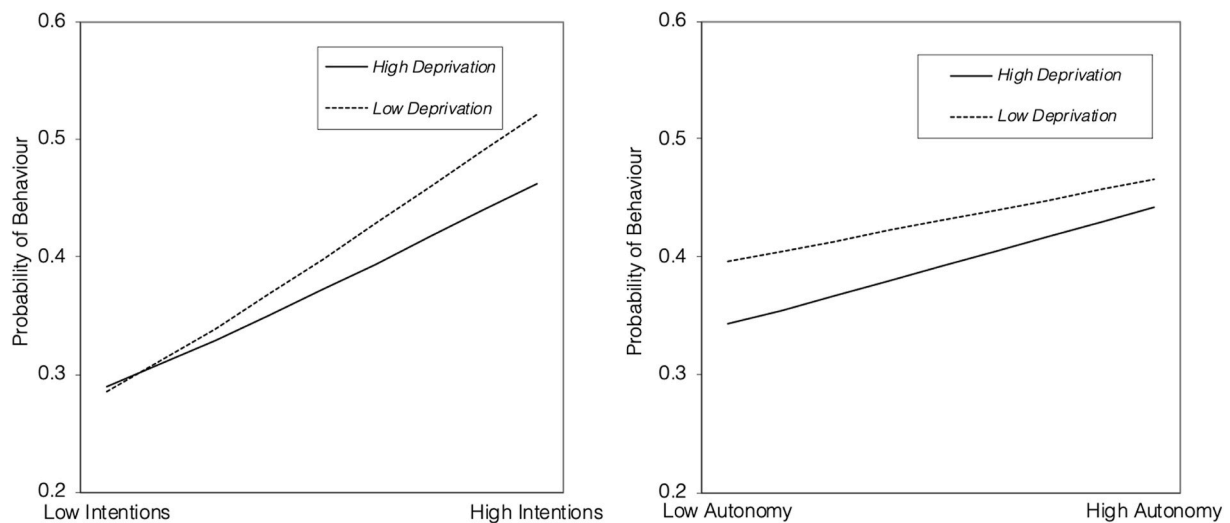 0.6
High Deprivation
Low Deprivation
0.5
0.4
0.3
0.2
Probability of Behaviour
Low Intentions
High Intentions
0.6
High Deprivation
Low Deprivation
0.5
0.4
0.3
0.2
Probability of Behaviour
Low Autonomy
High Autonomy